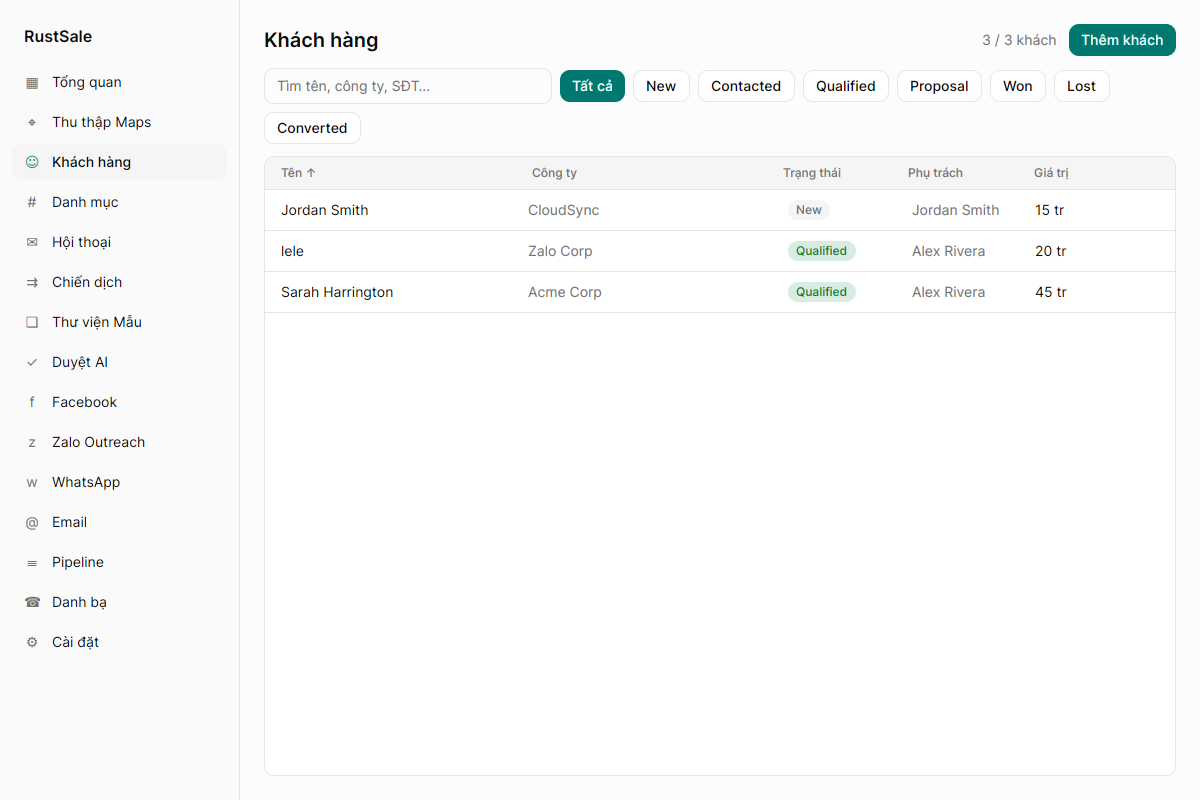 RustSale
Tổng quan
Thu thập Maps
Khách hàng
Danh mục
Hội thoại
Chiến dịch
Thư viện Mẫu
Duyệt AI
Facebook
Zalo Outreach
WhatsApp
Email
Pipeline
Danh bạ
Cài đặt
Khách hàng
3 / 3 khách
Thêm khách
Tìm tên, công ty, SĐT...
Tất cả New Contacted Qualified Proposal Won Lost
Converted
Tên ↑ Công ty Trạng thái Phụ trách Giá trị
Jordan Smith CloudSync New Jordan Smith 15 tr
lele Zalo Corp Qualified Alex Rivera 20 tr
Sarah Harrington Acme Corp Qualified Alex Rivera 45 tr